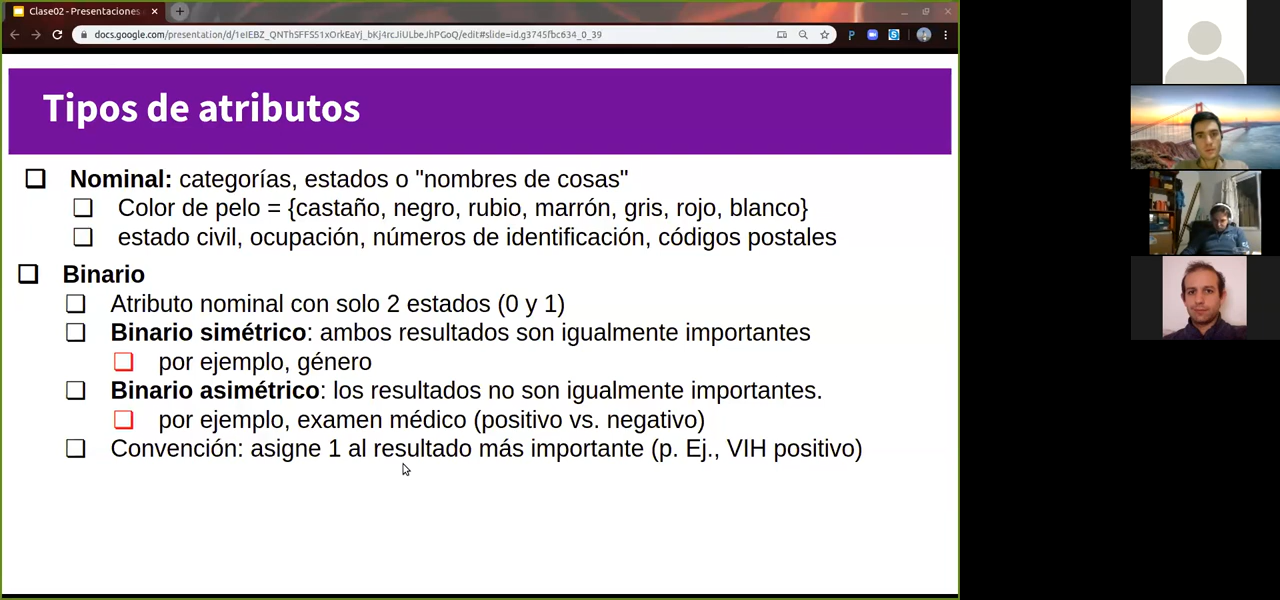 Clase02 - Presentaciones
docs.google.com/presentation/d/1eIEBZ_QNThSFFS51xOrkEaYj_bKj4rcJiULbeJhPGoQ/edit#slide=id.g3745fbc634_0_39
Tipos de atributos
Nominal: categorías, estados o "nombres de cosas"
Color de pelo = {castaño, negro, rubio, marrón, gris, rojo, blanco}
estado civil, ocupación, números de identificación, códigos postales
Binario
Atributo nominal con solo 2 estados (0 y 1)
Binario simétrico: ambos resultados son igualmente importantes
por ejemplo, género
Binario asimétrico: los resultados no son igualmente importantes.
por ejemplo, examen médico (positivo vs. negativo)
Convención: asigne 1 al resultado más importante (p. Ej., VIH positivo)